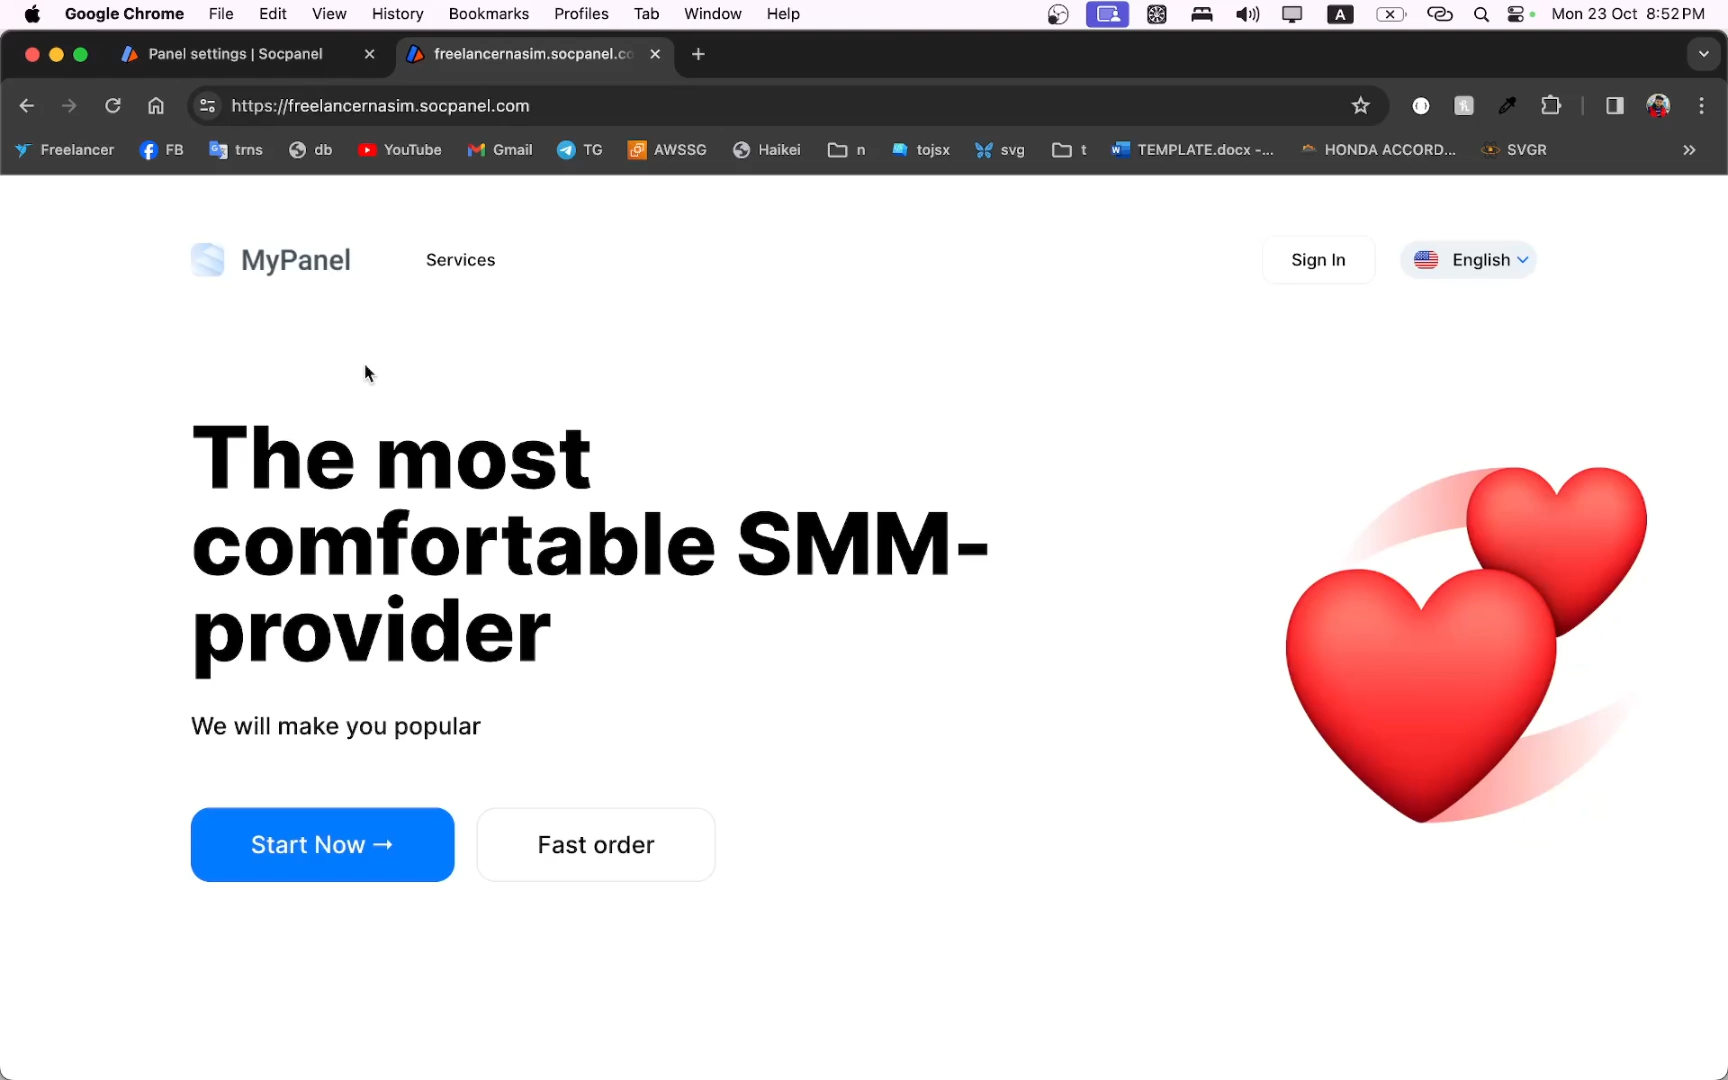 Google Chrome File Edit View History Bookmarks Profiles Tab Window Help A Mon 23 Oct 8:52 PM
Panel settings | Socpanel freelancernasim.socpanel.co
https://freelancernasim.socpanel.com
Freelancer FB trns db YouTube Gmail TG AWSSG Haikei n tojsx svg t TEMPLATE.docx -... HONDA ACCORD... SVGR
MyPanel Services Sign In English
The most
comfortable SMM-
provider
We will make you popular
Start Now → Fast order